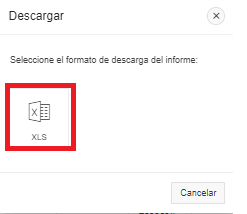 Descargar
Seleccione el formato de descarga del informe:
XLS
Cancelar